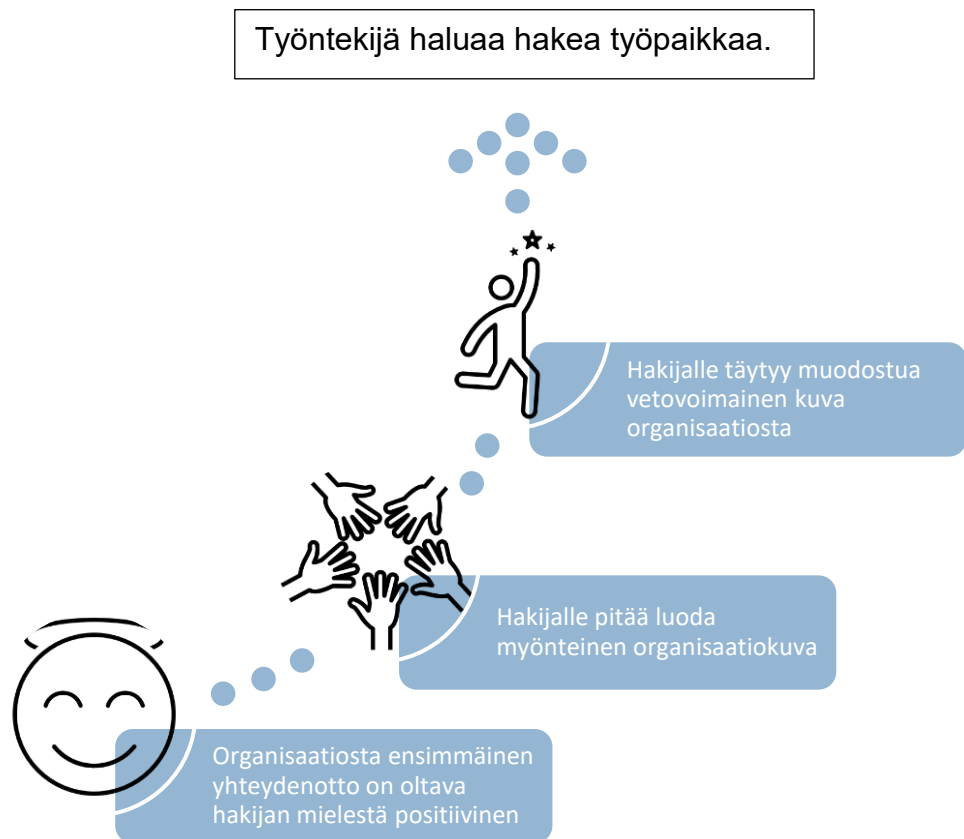 Työntekijä haluaa hakea työpaikkaa.
Hakijalle täytyy muodostua
vetovoimainen kuva
organisaatiosta
Hakijalle pitää luoda
myönteinen organisaatiokuva
Organisaatiosta ensimmäinen
yhteydenotto on oltava
hakijan mielestä positiivinen